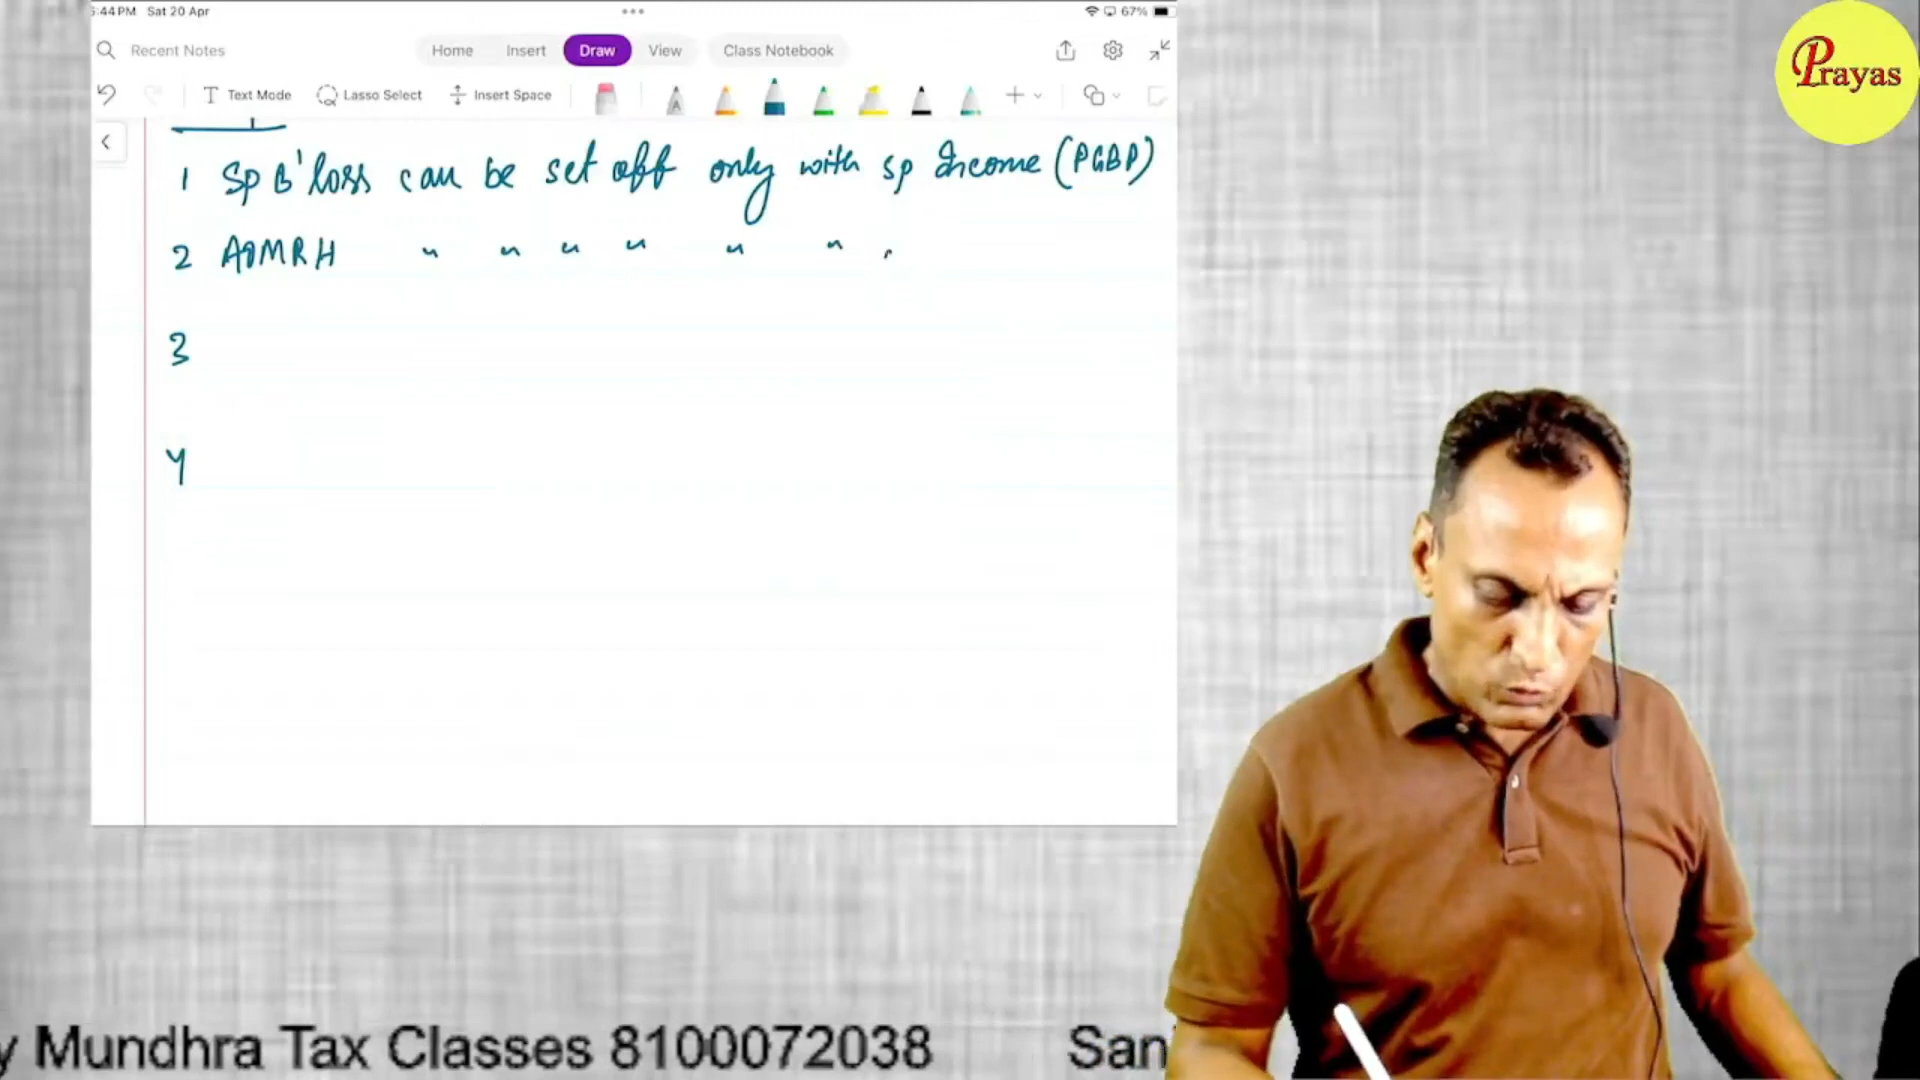 5:44 PM Sat 20 Apr
67%
Recent Notes
Home Insert Draw View Class Notebook
Text Mode Lasso Select Insert Space
Prayas
1 Sp B' loss can be set off only with sp Income (PGBP)
2 AOMRH " " " " " "
3
4
y Mundhra Tax Classes 8100072038 San